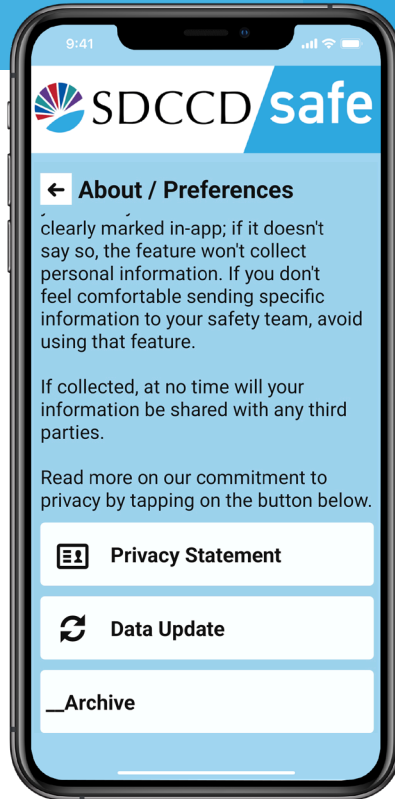 9:41
SDCCD safe
About / Preferences
clearly marked in-app; if it doesn't
say so, the feature won't collect
personal information. If you don't
feel comfortable sending specific
information to your safety team, avoid
using that feature.
If collected, at no time will your
information be shared with any third
parties.
Read more on our commitment to
privacy by tapping on the button below.
Privacy Statement
Data Update
__Archive